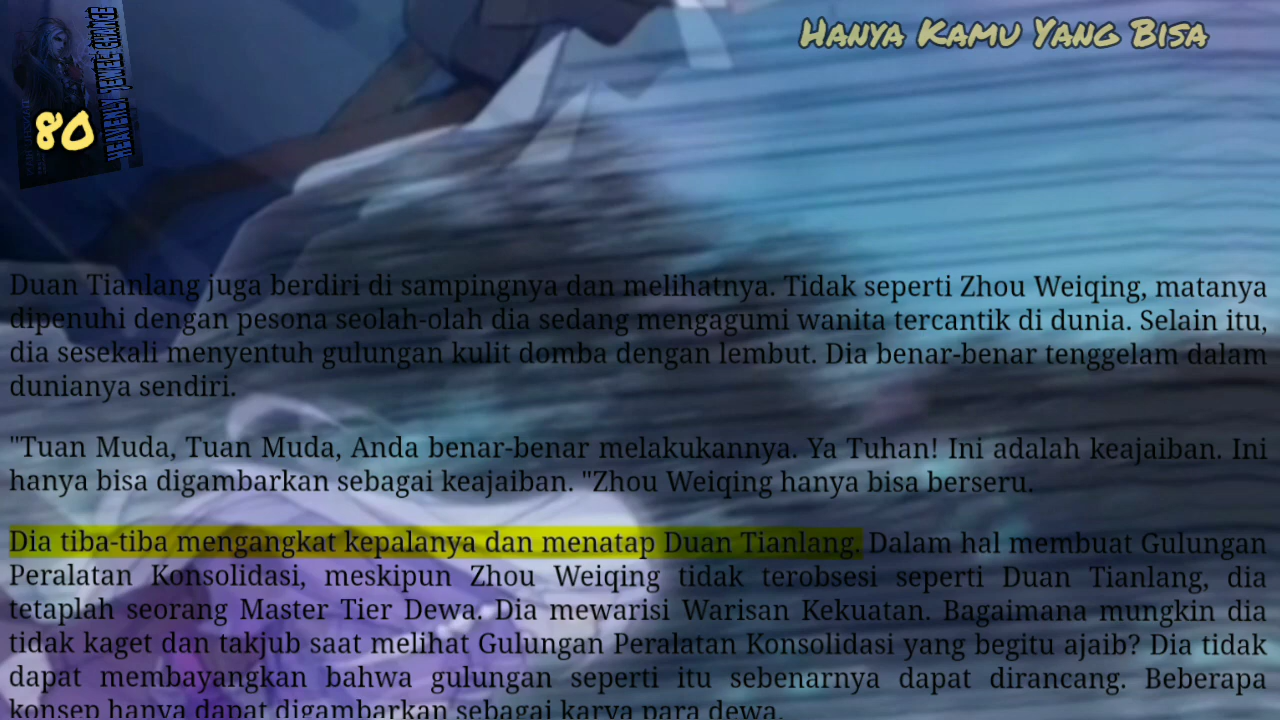 HEAVENLY JEWEL CHANGE
80
Hanya Kamu Yang Bisa
Duan Tianlang juga berdiri di sampingnya dan melihatnya. Tidak seperti Zhou Weiqing, matanya
dipenuhi dengan pesona seolah-olah dia sedang mengagumi wanita tercantik di dunia. Selain itu,
dia sesekali menyentuh gulungan kulit domba dengan lembut. Dia benar-benar tenggelam dalam
dunianya sendiri.
"Tuan Muda, Tuan Muda, Anda benar-benar melakukannya. Ya Tuhan! Ini adalah keajaiban. Ini
hanya bisa digambarkan sebagai keajaiban. "Zhou Weiqing hanya bisa berseru.
Dia tiba-tiba mengangkat kepalanya dan menatap Duan Tianlang. Dalam hal membuat Gulungan
Peralatan Konsolidasi, meskipun Zhou Weiqing tidak terobsesi seperti Duan Tianlang, dia
tetaplah seorang Master Tier Dewa. Dia mewarisi Warisan Kekuatan. Bagaimana mungkin dia
tidak kaget dan takjub saat melihat Gulungan Peralatan Konsolidasi yang begitu ajaib? Dia tidak
dapat membayangkan bahwa gulungan seperti itu sebenarnya dapat dirancang. Beberapa
konsep hanya dapat digambarkan sebagai karya para dewa.